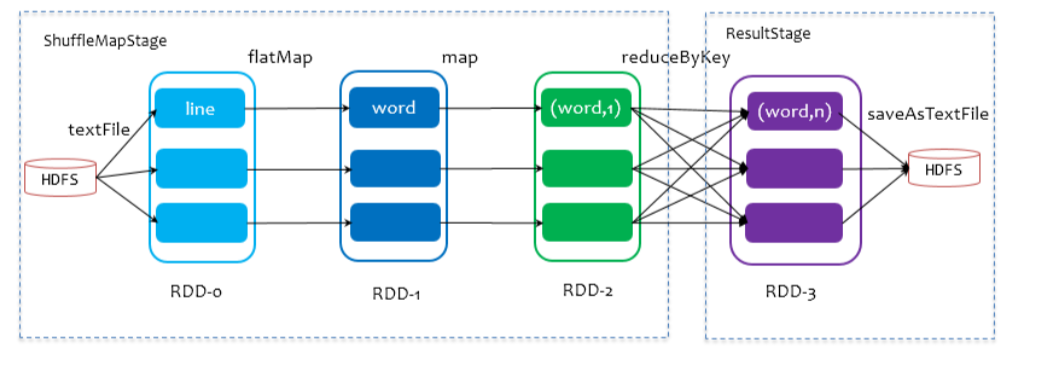 ShuffleMapStage
ResultStage
flatMap
map
reduceByKey
textFile
line
word
(word,1)
(word,n)
saveAsTextFile
HDFS
HDFS
RDD-0
RDD-1
RDD-2
RDD-3